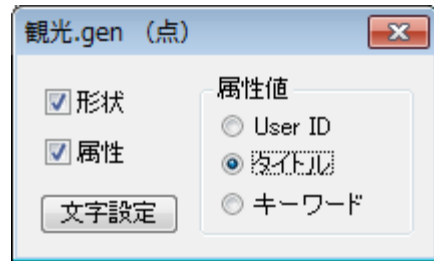 観光.gen （点）
形状
属性
文字設定
属性値
User ID
タイトル
キーワード